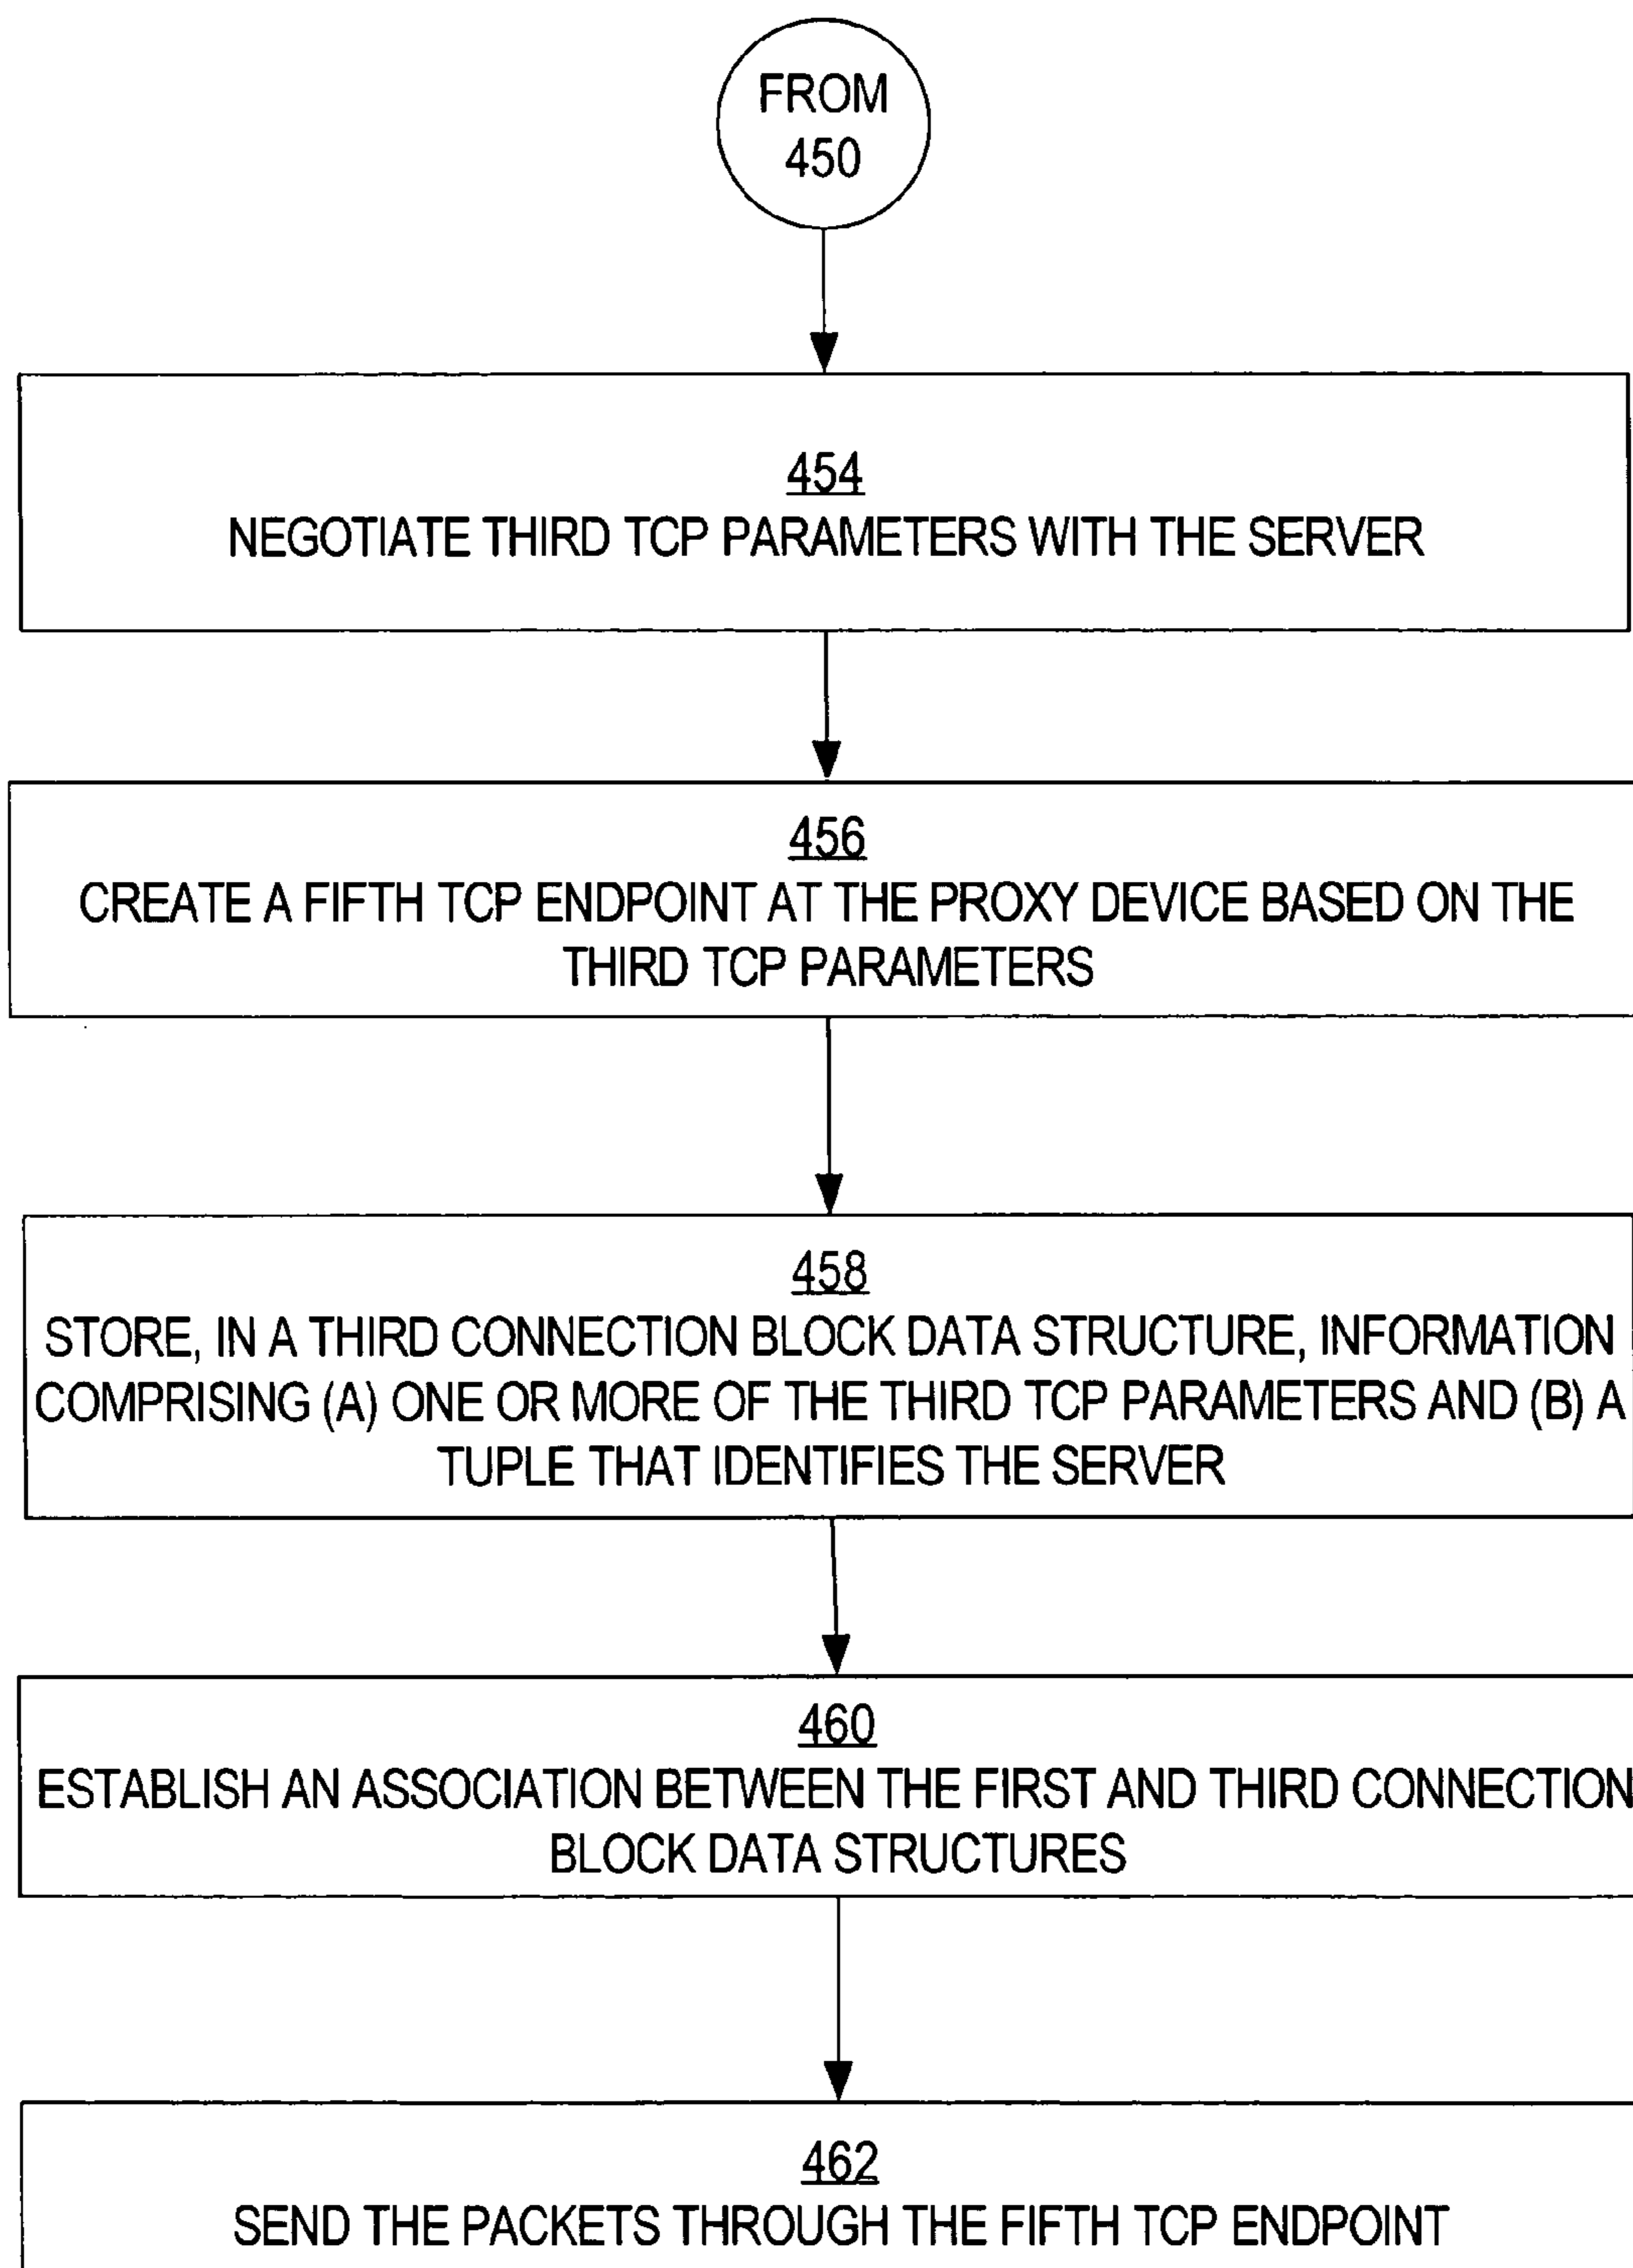 FROM
450
454
NEGOTIATE THIRD TCP PARAMETERS WITH THE SERVER
456
CREATE A FIFTH TCP ENDPOINT AT THE PROXY DEVICE BASED ON THE
THIRD TCP PARAMETERS
458
STORE, IN A THIRD CONNECTION BLOCK DATA STRUCTURE, INFORMATION
COMPRISING (A) ONE OR MORE OF THE THIRD TCP PARAMETERS AND (B) A
TUPLE THAT IDENTIFIES THE SERVER
460
ESTABLISH AN ASSOCIATION BETWEEN THE FIRST AND THIRD CONNECTION
BLOCK DATA STRUCTURES
462
SEND THE PACKETS THROUGH THE FIFTH TCP ENDPOINT